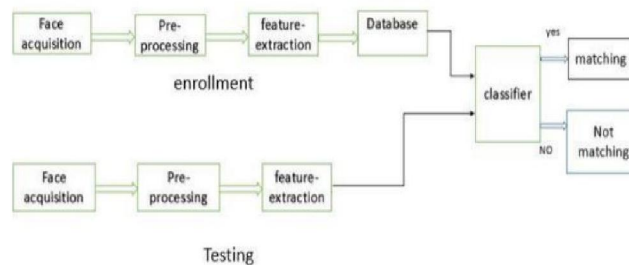 Face
acquisition
Pre-
processing
feature-
extraction
Database
enrollment
classifier
yes
matching
NO
Not
matching
Face
acquisition
Pre-
processing
feature-
extraction
Testing